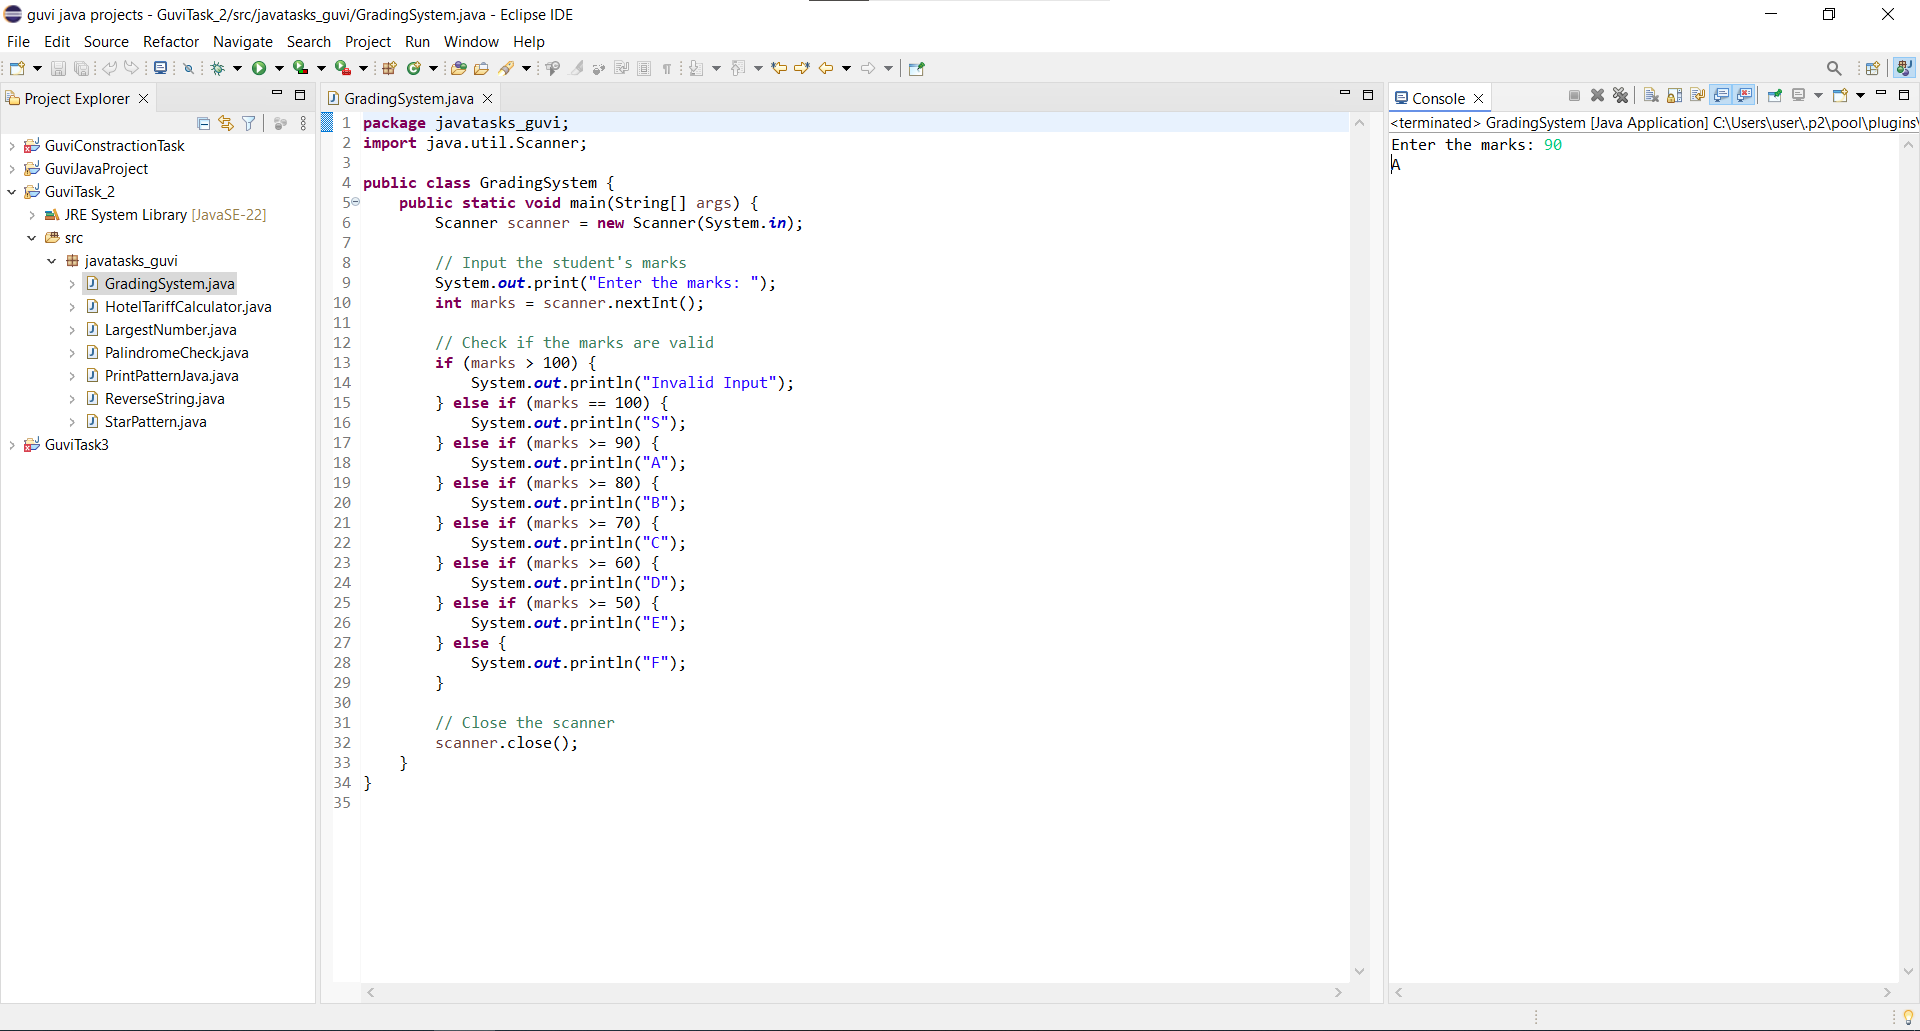 guvi java projects - GuviTask_2/src/javatasks_guvi/GradingSystem.java - Eclipse IDE
File Edit Source Refactor Navigate Search Project Run Window Help
Project Explorer
GuviConstractionTask
GuviJavaProject
GuviTask_2
JRE System Library [JavaSE-22]
src
javatasks_guvi
GradingSystem.java
HotelTariffCalculator.java
LargestNumber.java
PalindromeCheck.java
PrintPatternJava.java
ReverseString.java
StarPattern.java
GuviTask3
GradingSystem.java
1 package javatasks_guvi;
2 import java.util.Scanner;
3
4 public class GradingSystem {
5     public static void main(String[] args) {
6         Scanner scanner = new Scanner(System.in);
7
8         // Input the student's marks
9         System.out.print("Enter the marks: ");
10         int marks = scanner.nextInt();
11
12         // Check if the marks are valid
13         if (marks > 100) {
14             System.out.println("Invalid Input");
15         } else if (marks == 100) {
16             System.out.println("S");
17         } else if (marks >= 90) {
18             System.out.println("A");
19         } else if (marks >= 80) {
20             System.out.println("B");
21         } else if (marks >= 70) {
22             System.out.println("C");
23         } else if (marks >= 60) {
24             System.out.println("D");
25         } else if (marks >= 50) {
26             System.out.println("E");
27         } else {
28             System.out.println("F");
29         }
30
31         // Close the scanner
32         scanner.close();
33     }
34 }
35
Console
<terminated> GradingSystem [Java Application] C:\Users\user\.p2\pool\plugins\
Enter the marks: 90
A